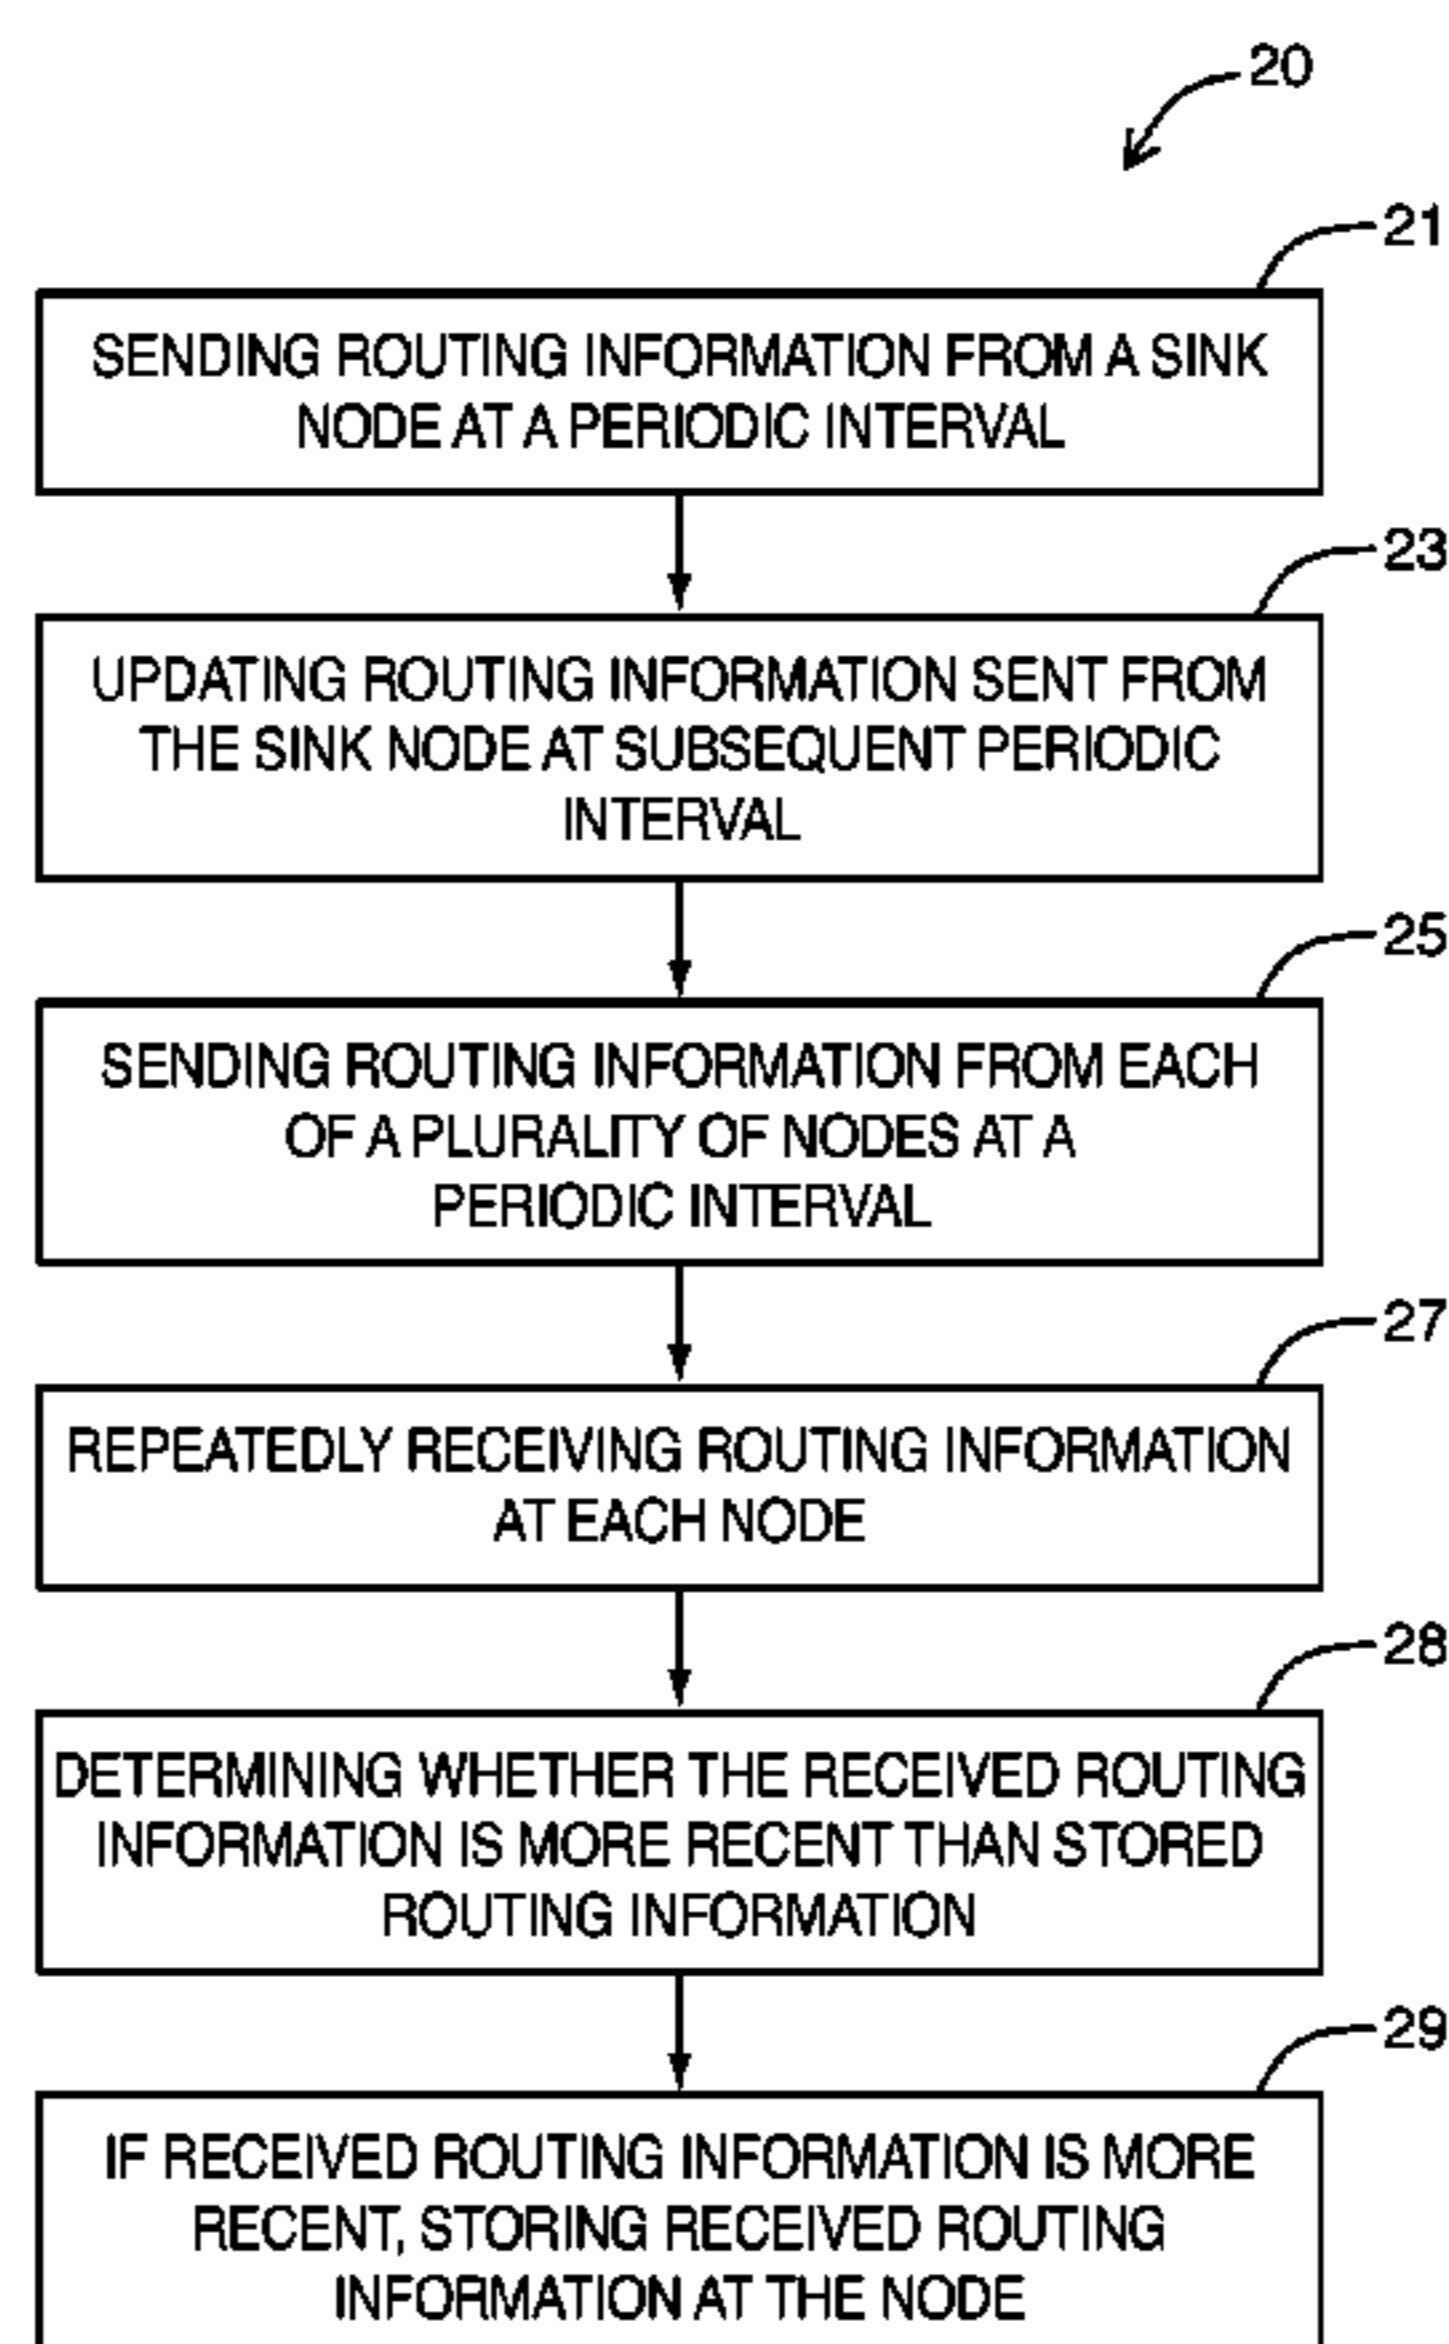 20
21
SENDING ROUTING INFORMATION FROM A SINK
NODE AT A PERIODIC INTERVAL
23
UPDATING ROUTING INFORMATION SENT FROM
THE SINK NODE AT SUBSEQUENT PERIODIC
INTERVAL
25
SENDING ROUTING INFORMATION FROM EACH
OF A PLURALITY OF NODES AT A
PERIODIC INTERVAL
27
REPEATEDLY RECEIVING ROUTING INFORMATION
AT EACH NODE
28
DETERMINING WHETHER THE RECEIVED ROUTING
INFORMATION IS MORE RECENT THAN STORED
ROUTING INFORMATION
29
IF RECEIVED ROUTING INFORMATION IS MORE
RECENT, STORING RECEIVED ROUTING
INFORMATION AT THE NODE